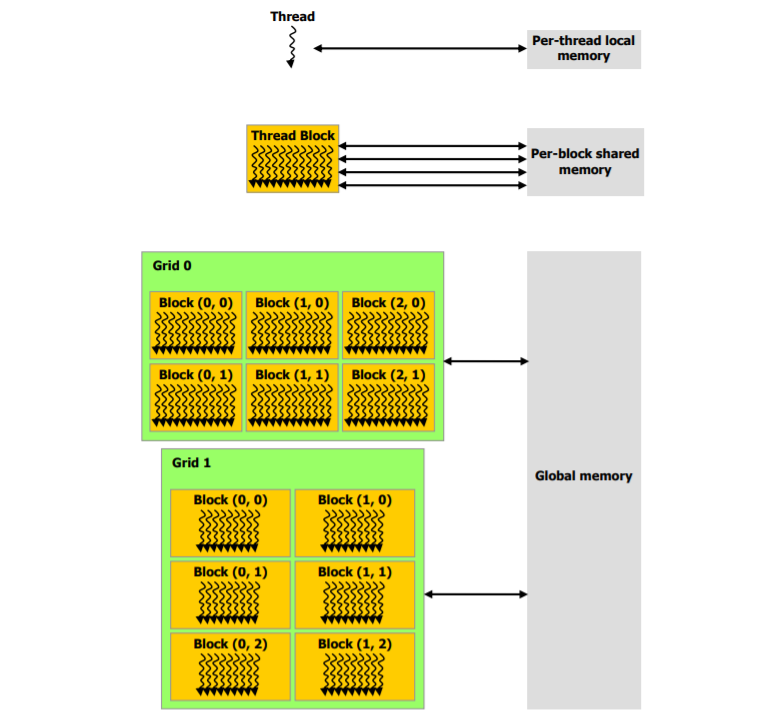 Thread
Per-thread local
memory
Thread Block
Per-block shared
memory
Grid 0
Block (0, 0)
Block (1, 0)
Block (2, 0)
Block (0, 1)
Block (1, 1)
Block (2, 1)
Grid 1
Block (0, 0)
Block (1, 0)
Block (0, 1)
Block (1, 1)
Block (0, 2)
Block (1, 2)
Global memory